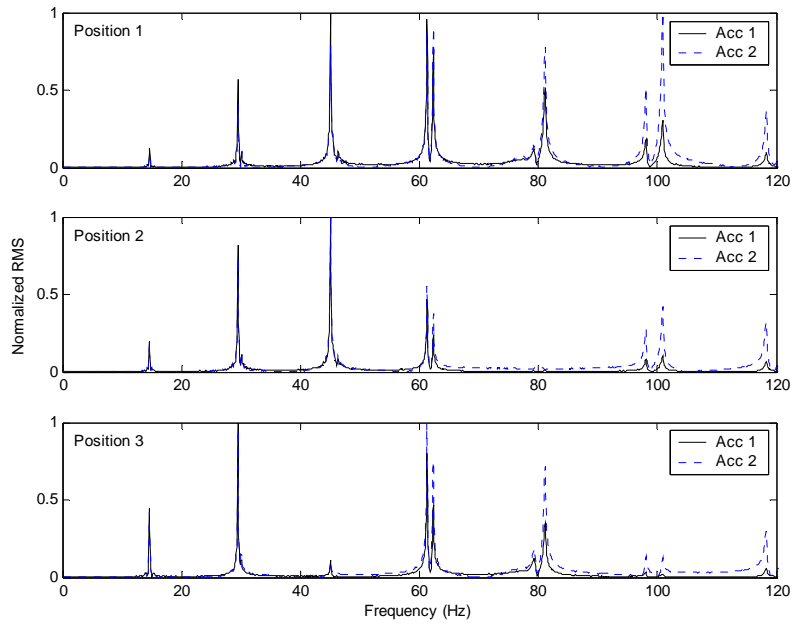 Position 1
Acc 1
Acc 2
1
0.5
0
0 20 40 60 80 100 120
Normalized RMS
Position 2
Acc 1
Acc 2
1
0.5
0
0 20 40 60 80 100 120
Position 3
Acc 1
Acc 2
1
0.5
0
0 20 40 60 80 100 120
Frequency (Hz)